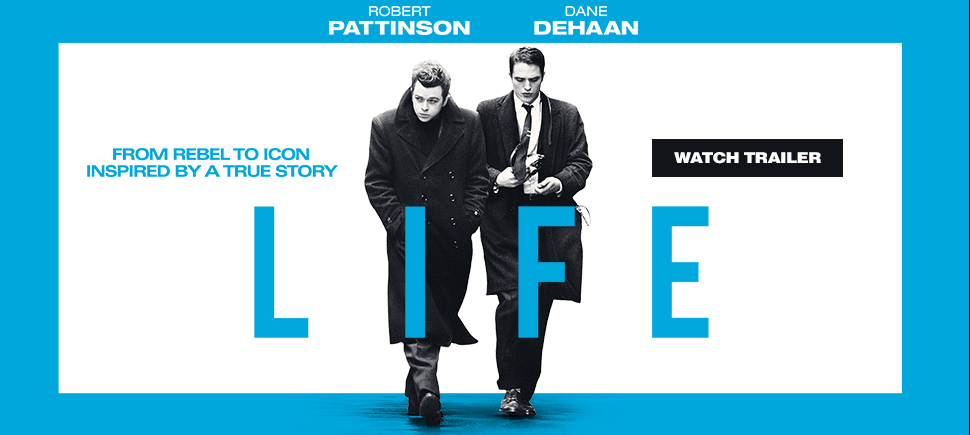 ROBERT
PATTINSON
DANE
DEHAAN
FROM REBEL TO ICON
INSPIRED BY A TRUE STORY
WATCH TRAILER
LIFE